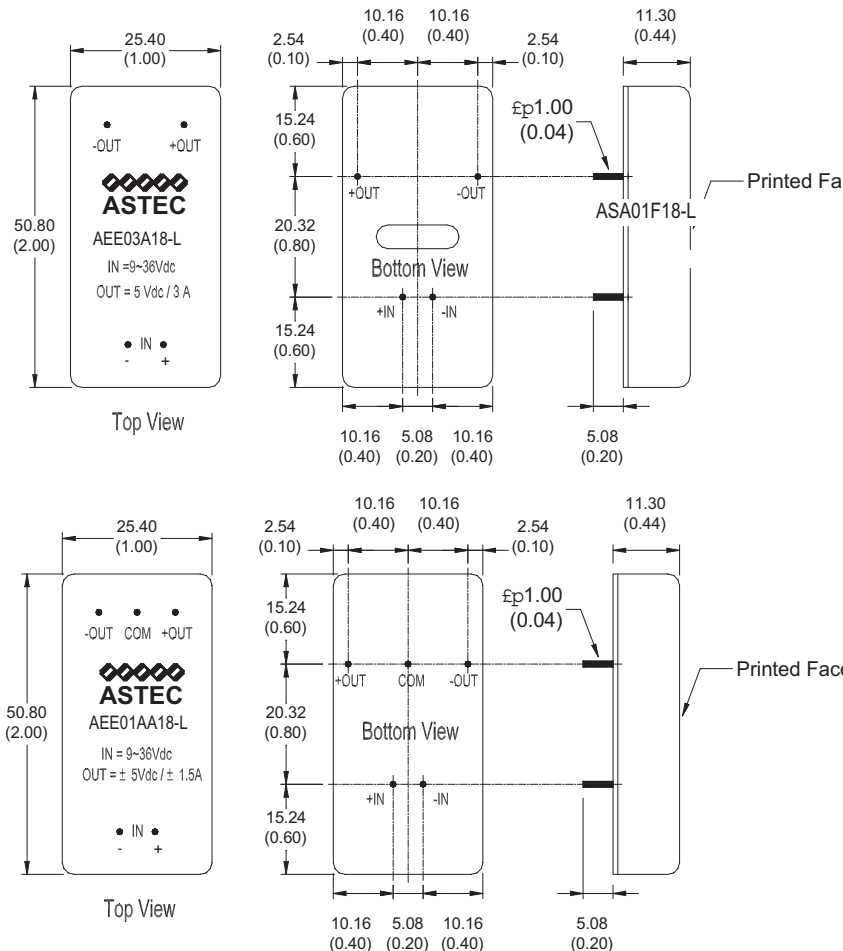 25.40
(1.00)
2.54
(0.10)
10.16
(0.40)
10.16
(0.40)
2.54
(0.10)
11.30
(0.44)
50.80
(2.00)
-OUT
+OUT
ASTEC
AEE03A18-L
IN =9~36Vdc
OUT = 5 Vdc / 3 A
IN
- +
Top View
15.24
(0.60)
20.32
(0.80)
15.24
(0.60)
+OUT
-OUT
Bottom View
+IN
-IN
10.16
(0.40)
5.08
(0.20)
10.16
(0.40)
£p1.00
(0.04)
ASA01F18-L
Printed Fa
5.08
(0.20)
25.40
(1.00)
2.54
(0.10)
10.16
(0.40)
10.16
(0.40)
2.54
(0.10)
11.30
(0.44)
50.80
(2.00)
-OUT COM +OUT
ASTEC
AEE01AA18-L
IN = 9~36Vdc
OUT = ± 5Vdc / ± 1.5A
IN
- +
Top View
15.24
(0.60)
20.32
(0.80)
15.24
(0.60)
+OUT
COM
-OUT
Bottom View
+IN
-IN
10.16
(0.40)
5.08
(0.20)
10.16
(0.40)
£p1.00
(0.04)
Printed Face
5.08
(0.20)